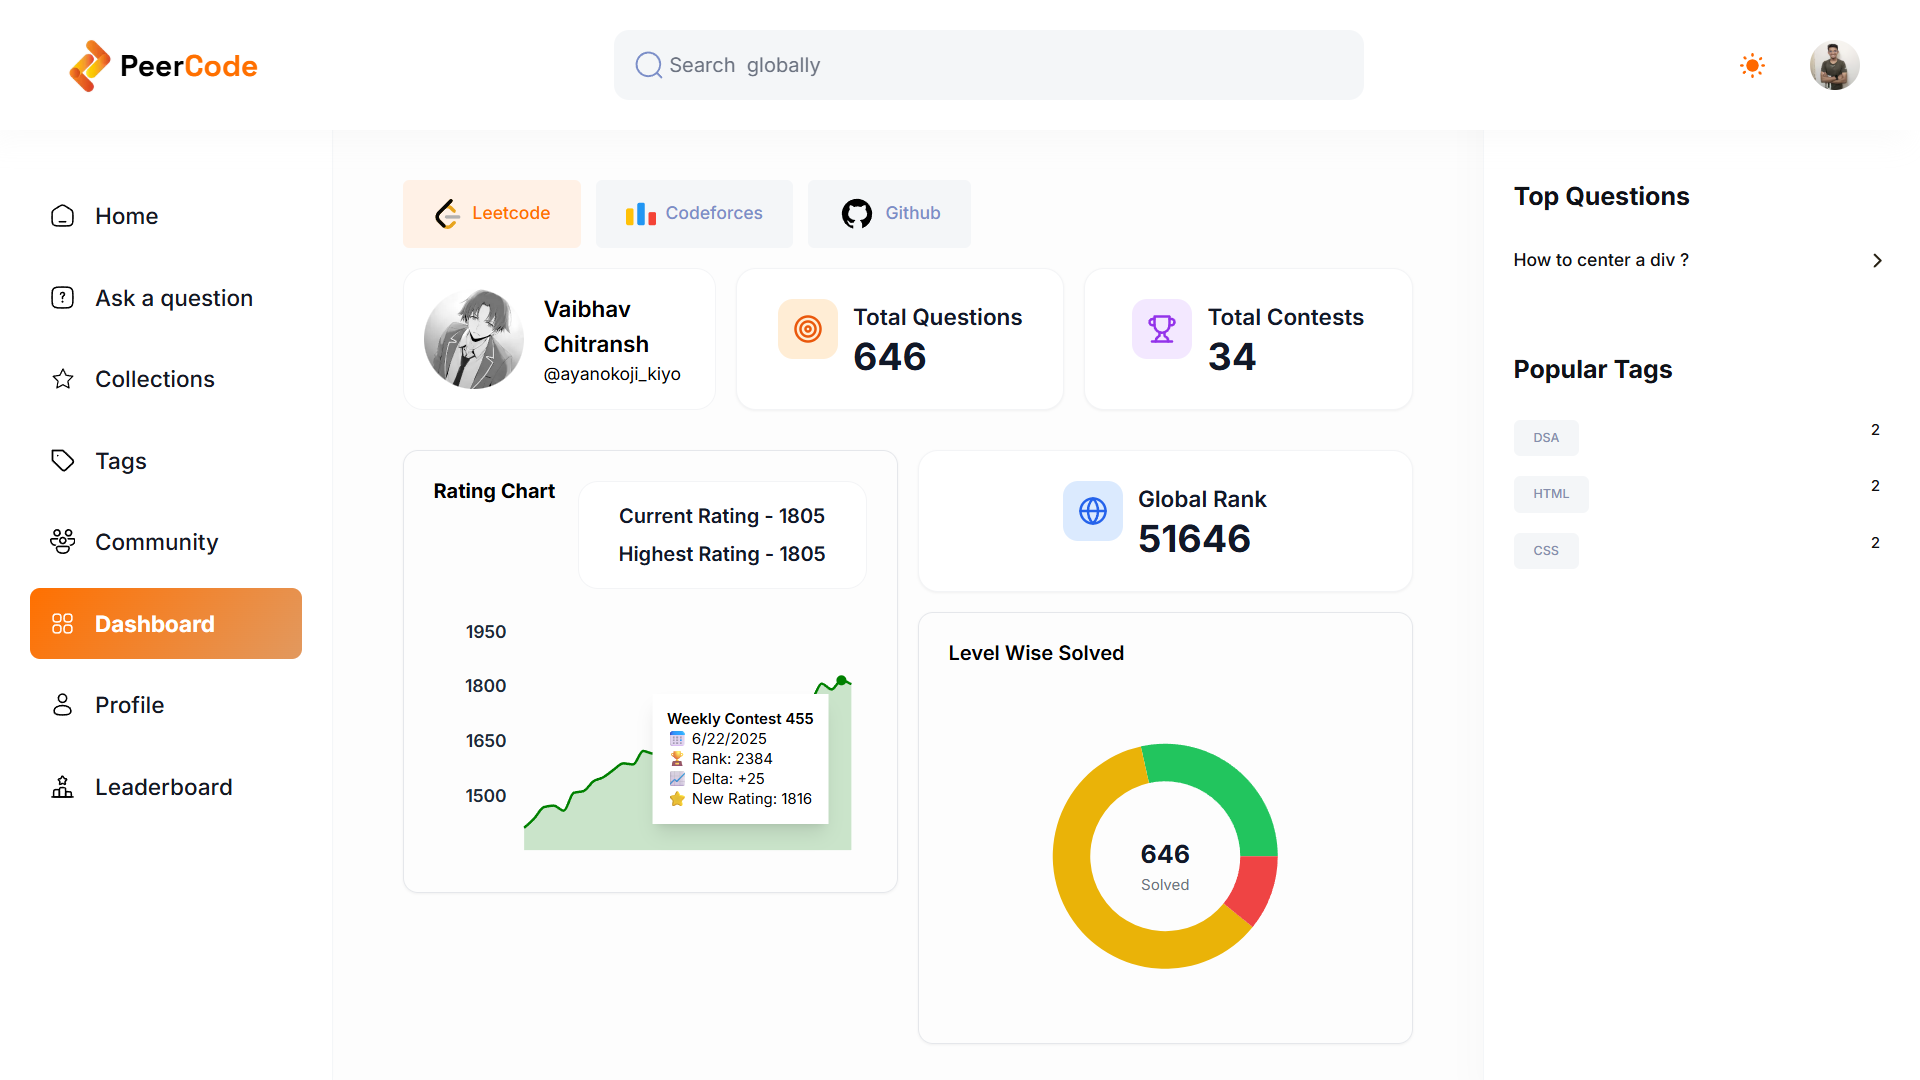 PeerCode
Search globally
Home
Ask a question
Collections
Tags
Community
Dashboard
Profile
Leaderboard
Leetcode
Codeforces
Github
Vaibhav
Chitransh
@ayanokoji_kiyo
Total Questions
646
Total Contests
34
Rating Chart
Current Rating - 1805
Highest Rating - 1805
1950
1800
1650
1500
Weekly Contest 455
6/22/2025
Rank: 2384
Delta: +25
New Rating: 1816
Global Rank
51646
Level Wise Solved
646
Solved
Top Questions
How to center a div ?
Popular Tags
DSA 2
HTML 2
CSS 2